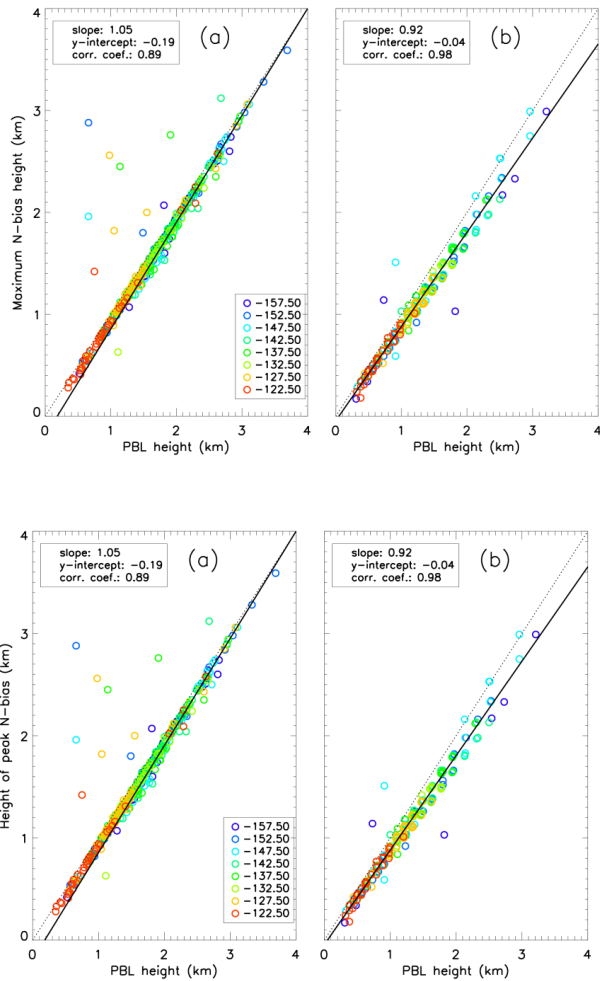 slope: 1.05
y-intercept: -0.19
corr. coef.: 0.89
(a)
slope: 0.92
y-intercept: -0.04
corr. coef.: 0.98
(b)
Maximum N-bios height (km)
4
3
2
1
0
-157.50
-152.50
-147.50
-142.50
-137.50
-132.50
-127.50
-122.50
0 1 2 3 4
PBL height (km)
0 1 2 3 4
PBL height (km)
slope: 1.05
y-intercept: -0.19
corr. coef.: 0.89
(a)
slope: 0.92
y-intercept: -0.04
corr. coef.: 0.98
(b)
Height of peak N-bias (km)
4
3
2
1
0
-157.50
-152.50
-147.50
-142.50
-137.50
-132.50
-127.50
-122.50
0 1 2 3 4
PBL height (km)
0 1 2 3 4
PBL height (km)